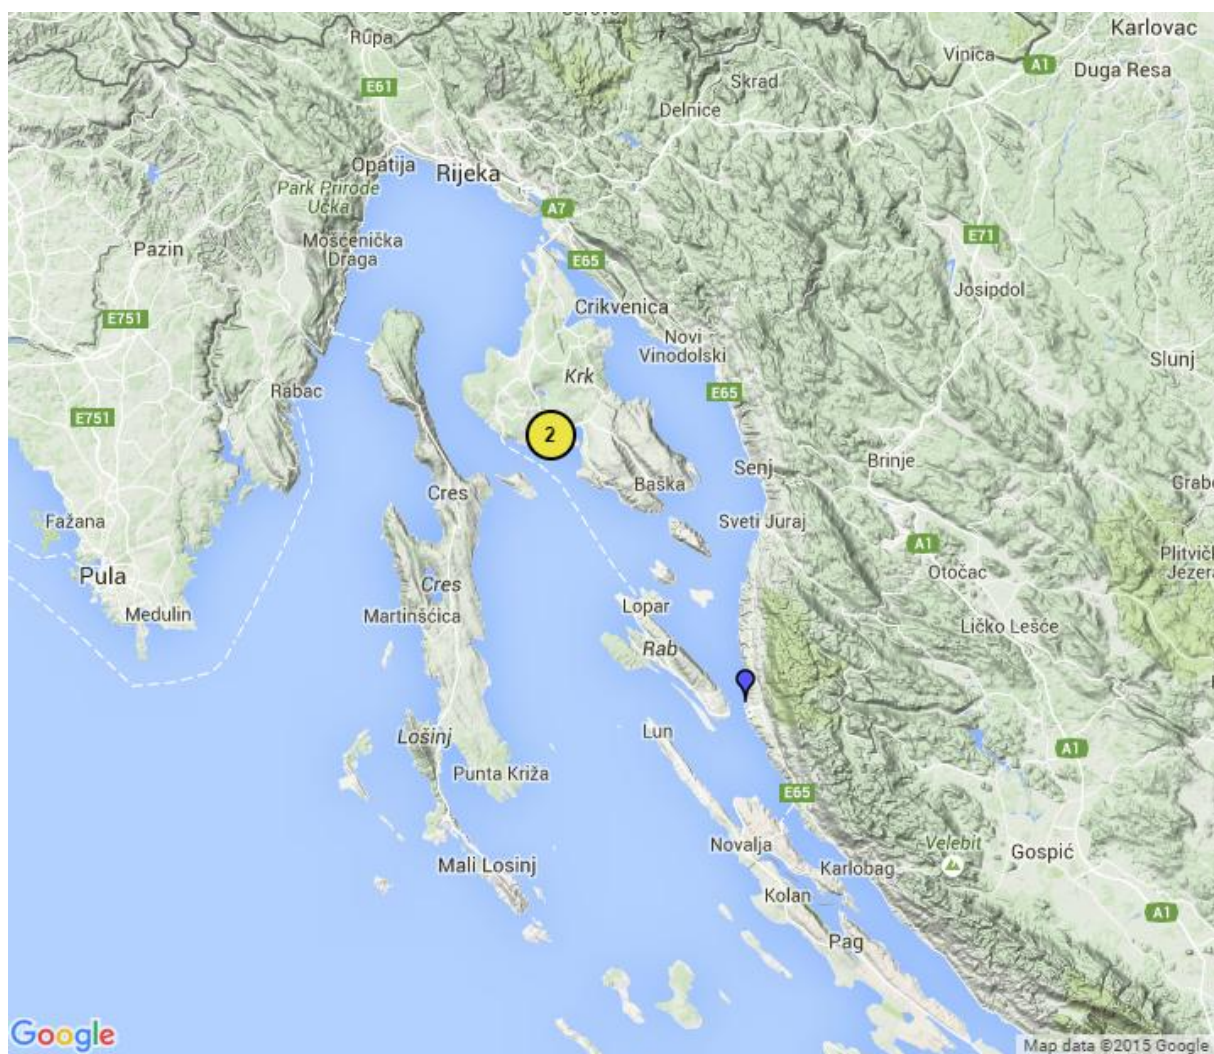 Karlovac
Rupa
Vinica
A1
Duga Resa
Skrad
E61
Delnice
Opatija
Rijeka
Park Prirode
Učka
A7
Mošćenička
Draga
Pazin
E71
E65
Josipdol
Crikvenica
E751
Novi
Vinodolski
Slunj
Krk
Rabac
E65
E751
2
Senj
Brinje
Baška
Cres
Fažana
Sveti Juraj
A1
Pula
Otočac
Cres
Lopar
Medulin
Martinšćica
Ličko Lešće
Rab
Lun
Lošinj
A1
Punta Križa
E65
Novalja
Velebit
Gospić
Mali Losinj
Karlobag
Kolan
A1
Pag
Google
Map data ©2015 Google